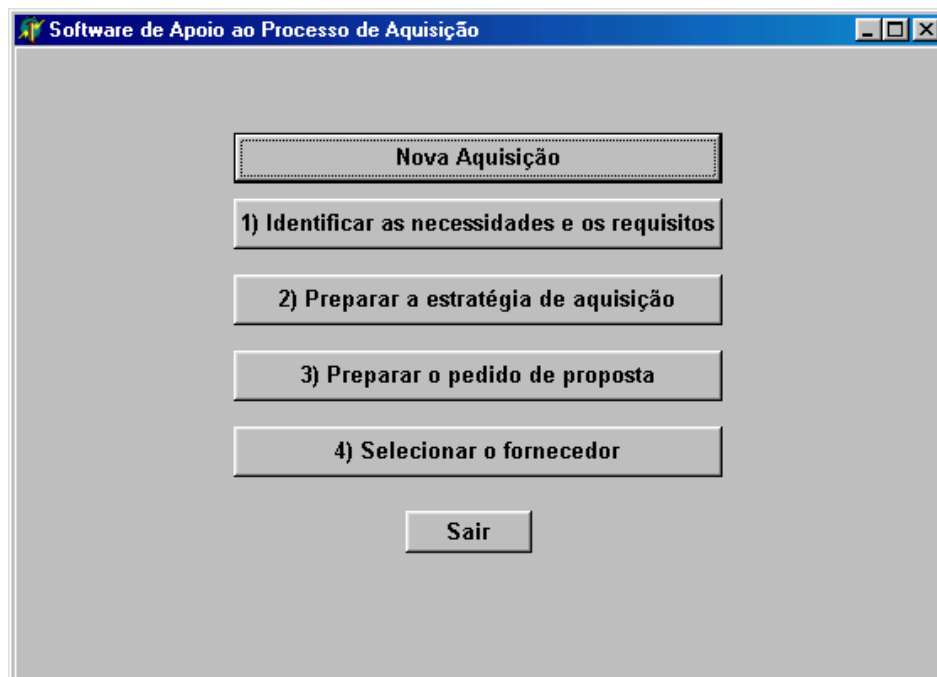 Software de Apoio ao Processo de Aquisição
Nova Aquisição
1) Identificar as necessidades e os requisitos
2) Preparar a estratégia de aquisição
3) Preparar o pedido de proposta
4) Selecionar o fornecedor
Sair